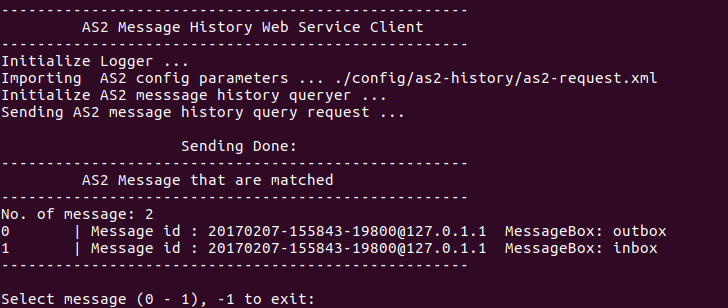 ----------------------------------------------------
AS2 Message History Web Service Client
----------------------------------------------------
Initialize Logger ...
Importing  AS2 config parameters ... ./config/as2-history/as2-request.xml
Initialize AS2 messsage history queryer ...
Sending AS2 message history query request ...
Sending Done:
----------------------------------------------------
AS2 Message that are matched
----------------------------------------------------
No. of message: 2
0       | Message id : 20170207-155843-19800@127.0.1.1  MessageBox: outbox
1       | Message id : 20170207-155843-19800@127.0.1.1  MessageBox: inbox
----------------------------------------------------
Select message (0 - 1), -1 to exit: